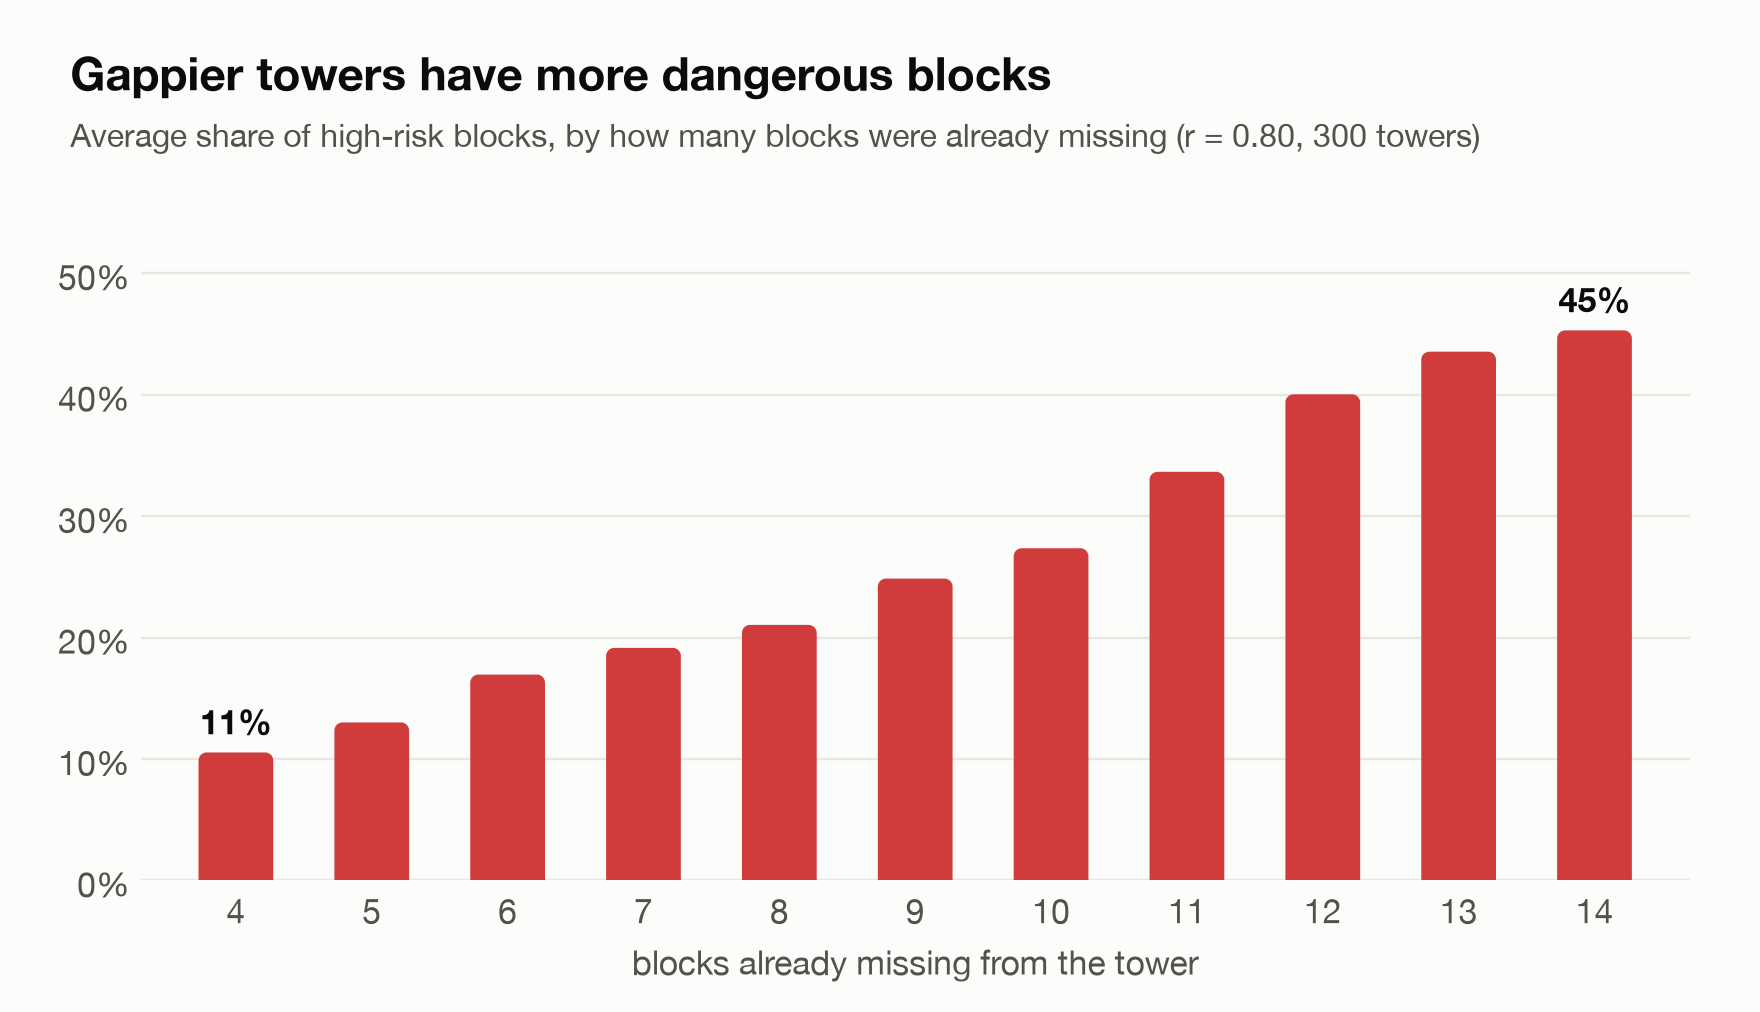 Gappier towers have more dangerous blocks
Average share of high-risk blocks, by how many blocks were already missing (r = 0.80, 300 towers)
50%
45%
40%
30%
20%
11%
10%
0%
4 5 6 7 8 9 10 11 12 13 14
blocks already missing from the tower